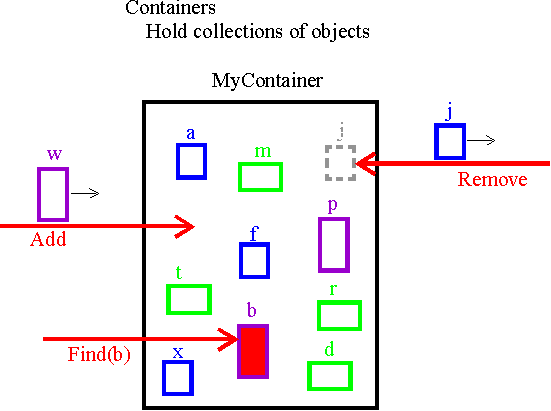 Containers
Hold collections of objects
MyContainer
a
m
j
j
w
Remove
Add
p
f
t
r
b
Find(b)
x
d